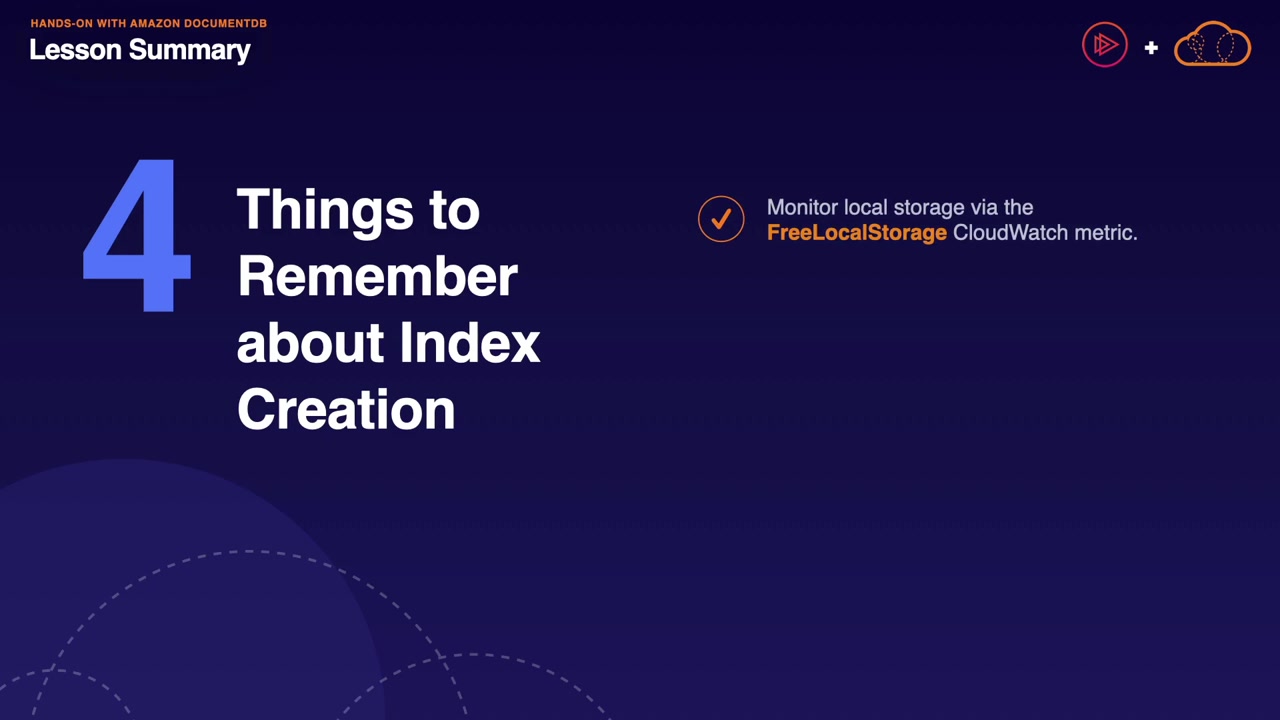 HANDS-ON WITH AMAZON DOCUMENTDB
Lesson Summary
+
4
Things to
Remember
about Index
Creation
Monitor local storage via the
FreeLocalStorage CloudWatch metric.